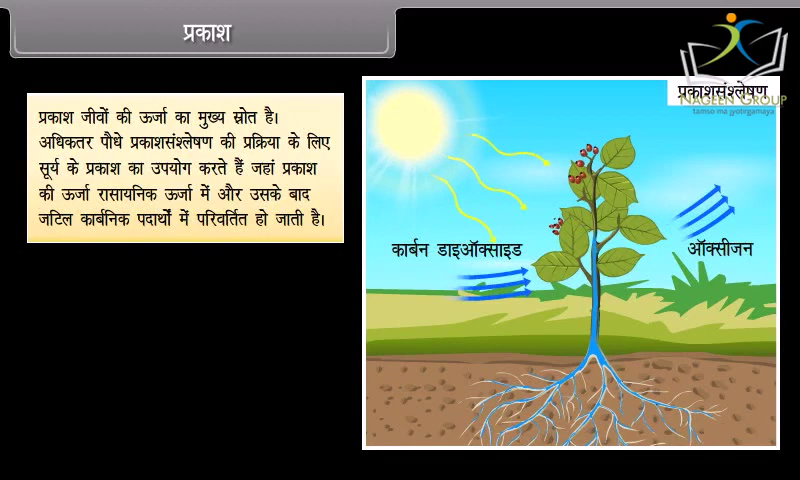 प्रकाश
प्रकाश जीवों की ऊर्जा का मुख्य स्रोत है।
अधिकतर पौधे प्रकाशसंश्लेषण की प्रक्रिया के लिए
सूर्य के प्रकाश का उपयोग करते हैं जहां प्रकाश
की ऊर्जा रासायनिक ऊर्जा में और उसके बाद
जटिल कार्बनिक पदार्थों में परिवर्तित हो जाती है।
प्रकाशसंश्लेषण
NAGEEN GROUP
tamso ma jyotirgamaya
कार्बन डाइऑक्साइड
ऑक्सीजन